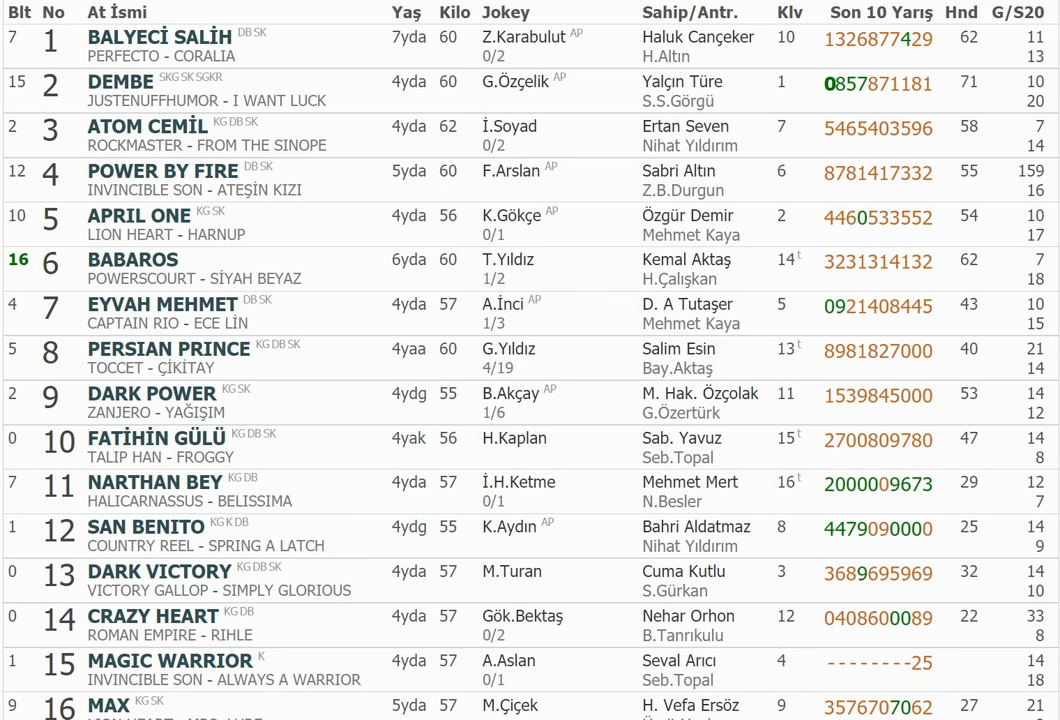 Blt No At İsmi Yaş Kilo Jokey Sahip/Antr. Klv Son 10 Yarış Hnd G/S20
7 1 BALYECİ SALİH DB SK 7yda 60 Z.Karabulut AP Haluk Cançeker 10 1326877429 62 11
PERFECTO - CORALIA 0/2 H.Altın 13
15 2 DEMBE SKG SK SGKR 4yda 60 G.Özçelik AP Yalçın Türe 1 0857871181 71 10
JUSTENUFFHUMOR - I WANT LUCK S.S.Görgü 20
2 3 ATOM CEMİL KG DB SK 4yda 62 İ.Soyad Ertan Seven 7 5465403596 58 7
ROCKMASTER - FROM THE SINOPE 0/2 Nihat Yıldırım 14
12 4 POWER BY FIRE DB SK 5yda 60 F.Arslan AP Sabri Altın 6 8781417332 55 159
INVINCIBLE SON - ATEŞİN KIZI Z.B.Durgun 16
10 5 APRIL ONE KG SK 4yda 56 K.Gökçe AP Özgür Demir 2 4460533552 54 10
LION HEART - HARNUP 0/1 Mehmet Kaya 17
16 6 BABAROS 6yda 60 T.Yıldız Kemal Aktaş 14 t 3231314132 62 7
POWERSCOURT - SİYAH BEYAZ 1/2 H.Çalışkan 18
4 7 EYVAH MEHMET DB SK 4yda 57 A.İnci AP D. A Tutaşer 5 0921408445 43 10
CAPTAIN RIO - ECE LİN 1/3 Mehmet Kaya 15
5 8 PERSIAN PRINCE KG DB SK 4yaa 60 G.Yıldız Salim Esin 13 t 8981827000 40 21
TOCCET - ÇİKİTAY 4/19 Bay.Aktaş 14
2 9 DARK POWER KG SK 4ydg 55 B.Akçay AP M. Hak. Özçolak 11 1539845000 53 14
ZANJERO - YAĞIŞIM 1/6 G.Özertürk 12
0 10 FATİHİN GÜLÜ KG DB SK 4yak 56 H.Kaplan Sab. Yavuz 15 t 2700809780 47 14
TALIP HAN - FROGGY Seb.Topal 8
7 11 NARTHAN BEY KG DB 4yda 57 İ.H.Ketme Mehmet Mert 16 t 2000009673 29 12
HALICARNASSUS - BELISSIMA 0/1 N.Besler 7
1 12 SAN BENITO KG K DB 4ydg 55 K.Aydın AP Bahri Aldatmaz 8 4479090000 25 14
COUNTRY REEL - SPRING A LATCH Nihat Yıldırım 9
0 13 DARK VICTORY KG DB SK 4yda 57 M.Turan Cuma Kutlu 3 3689695969 32 14
VICTORY GALLOP - SIMPLY GLORIOUS S.Gürkan 10
0 14 CRAZY HEART KG DB 4yda 57 Gök.Bektaş Nehar Orhon 12 0408600089 22 33
ROMAN EMPIRE - RIHLE 0/2 B.Tanrıkulu 8
1 15 MAGIC WARRIOR K 4yda 57 A.Aslan Seval Arıcı 4 --------25 14
INVINCIBLE SON - ALWAYS A WARRIOR 0/1 Seb.Topal 18
9 16 MAX KG SK 5yda 57 M.Çiçek H. Vefa Ersöz 9 3576707062 27 21